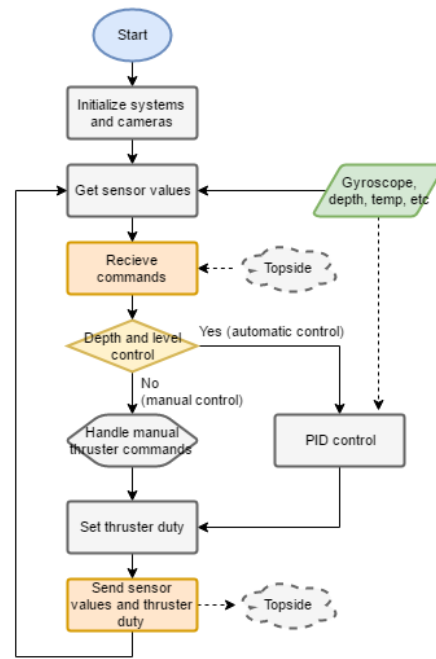 Start
Initialize systems
and cameras
Get sensor values
Gyroscope,
depth, temp, etc
Recieve
commands
Topside
Depth and level
control
Yes (automatic control)
No
(manual control)
Handle manual
thruster commands
PID control
Set thruster duty
Send sensor
values and thruster
duty
Topside